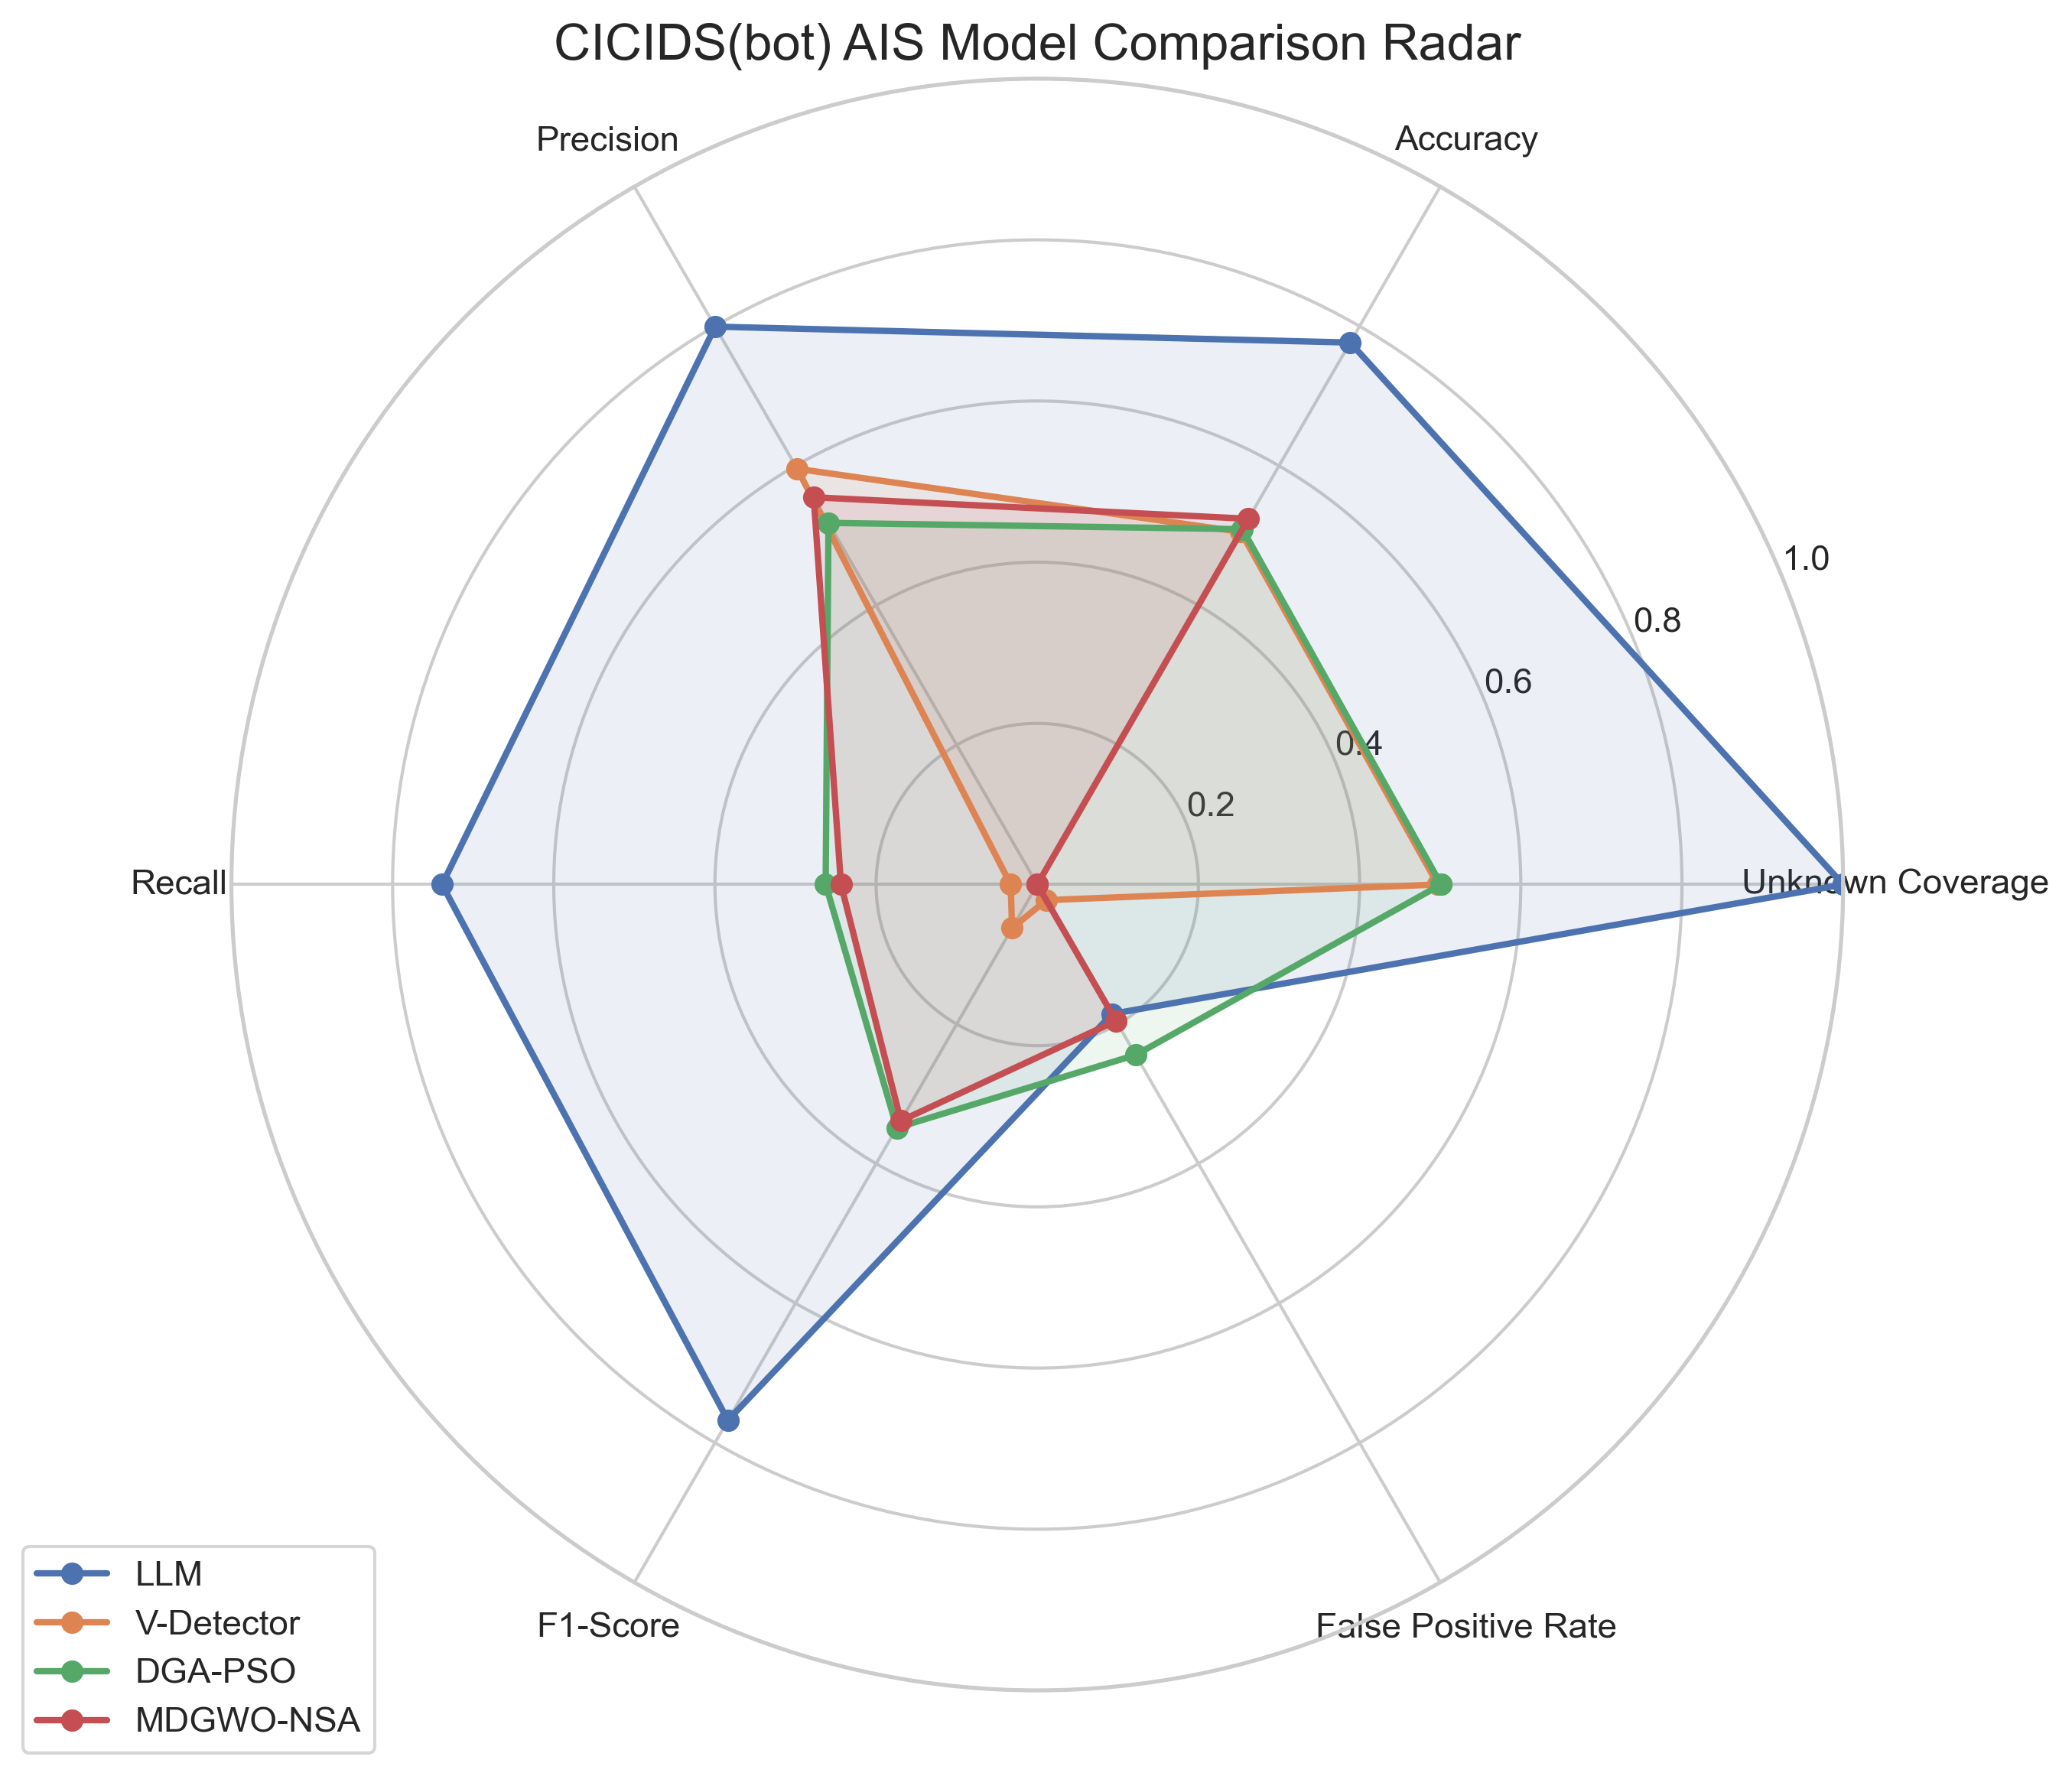 CICIDS(bot) AIS Model Comparison Radar
Precision
Accuracy
1.0
0.8
0.6
0.4
0.2
Recall
Unknown Coverage
F1-Score
False Positive Rate
LLM
V-Detector
DGA-PSO
MDGWO-NSA